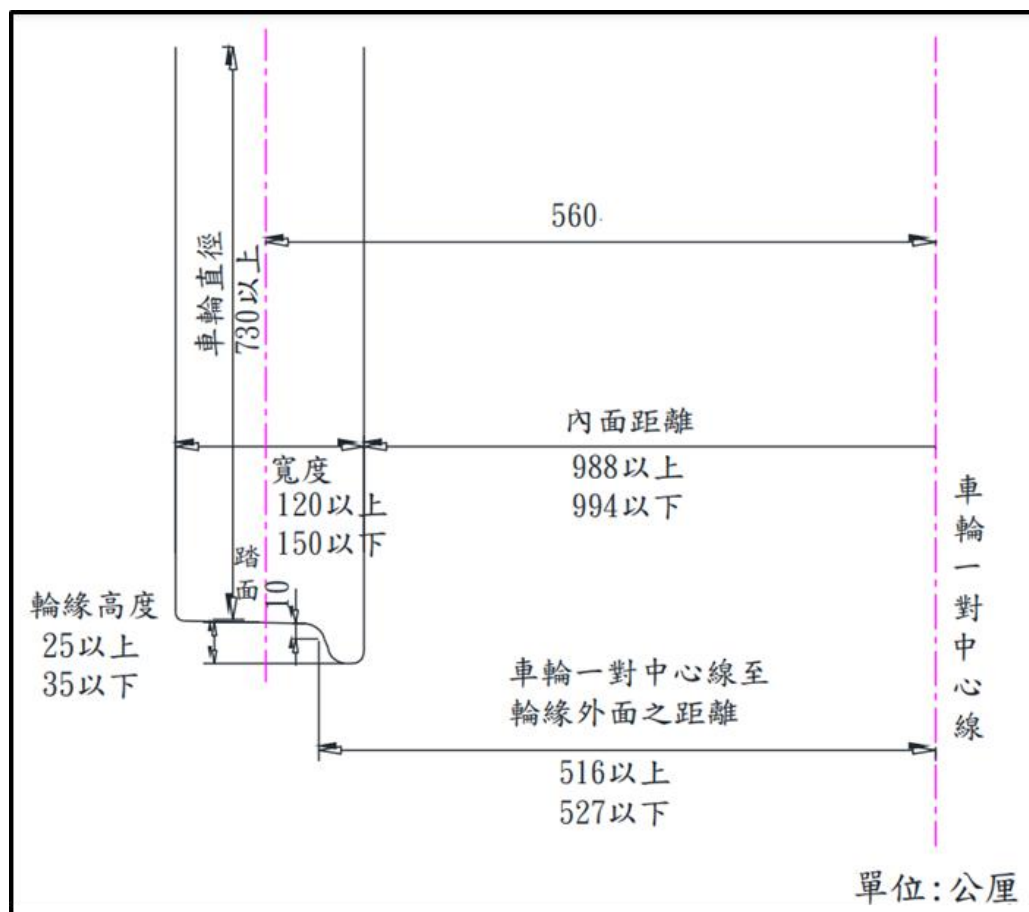 560
車輪直徑
730以上
內面距離
988以上
994以下
寬度
120以上
150以下
車輪一對中心線
踏面
10
輪緣高度
25以上
35以下
車輪一對中心線至
輪緣外面之距離
516以上
527以下
單位:公厘